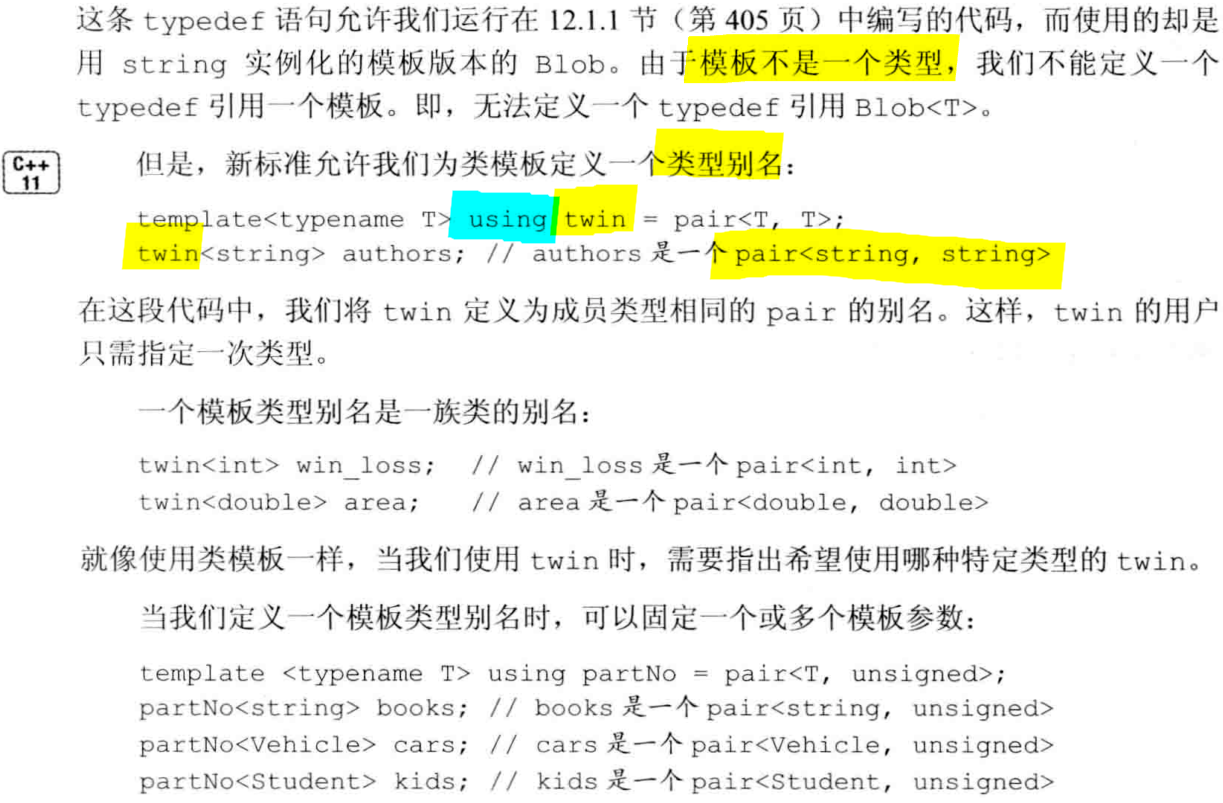 这条 typedef 语句允许我们运行在 12.1.1 节（第 405 页）中编写的代码，而使用的却是
用 string 实例化的模板版本的 Blob。由于模板不是一个类型，我们不能定义一个
typedef 引用一个模板。即，无法定义一个 typedef 引用 Blob<T>。
C++
11
但是，新标准允许我们为类模板定义一个类型别名：
template<typename T> using twin = pair<T, T>;
twin<string> authors; // authors 是一个 pair<string, string>
在这段代码中，我们将 twin 定义为成员类型相同的 pair 的别名。这样，twin 的用户
只需指定一次类型。
一个模板类型别名是一族类的别名：
twin<int> win_loss; // win_loss 是一个 pair<int, int>
twin<double> area; // area 是一个 pair<double, double>
就像使用类模板一样，当我们使用 twin 时，需要指出希望使用哪种特定类型的 twin。
当我们定义一个模板类型别名时，可以固定一个或多个模板参数：
template <typename T> using partNo = pair<T, unsigned>;
partNo<string> books; // books 是一个 pair<string, unsigned>
partNo<Vehicle> cars; // cars 是一个 pair<Vehicle, unsigned>
partNo<Student> kids; // kids 是一个 pair<Student, unsigned>